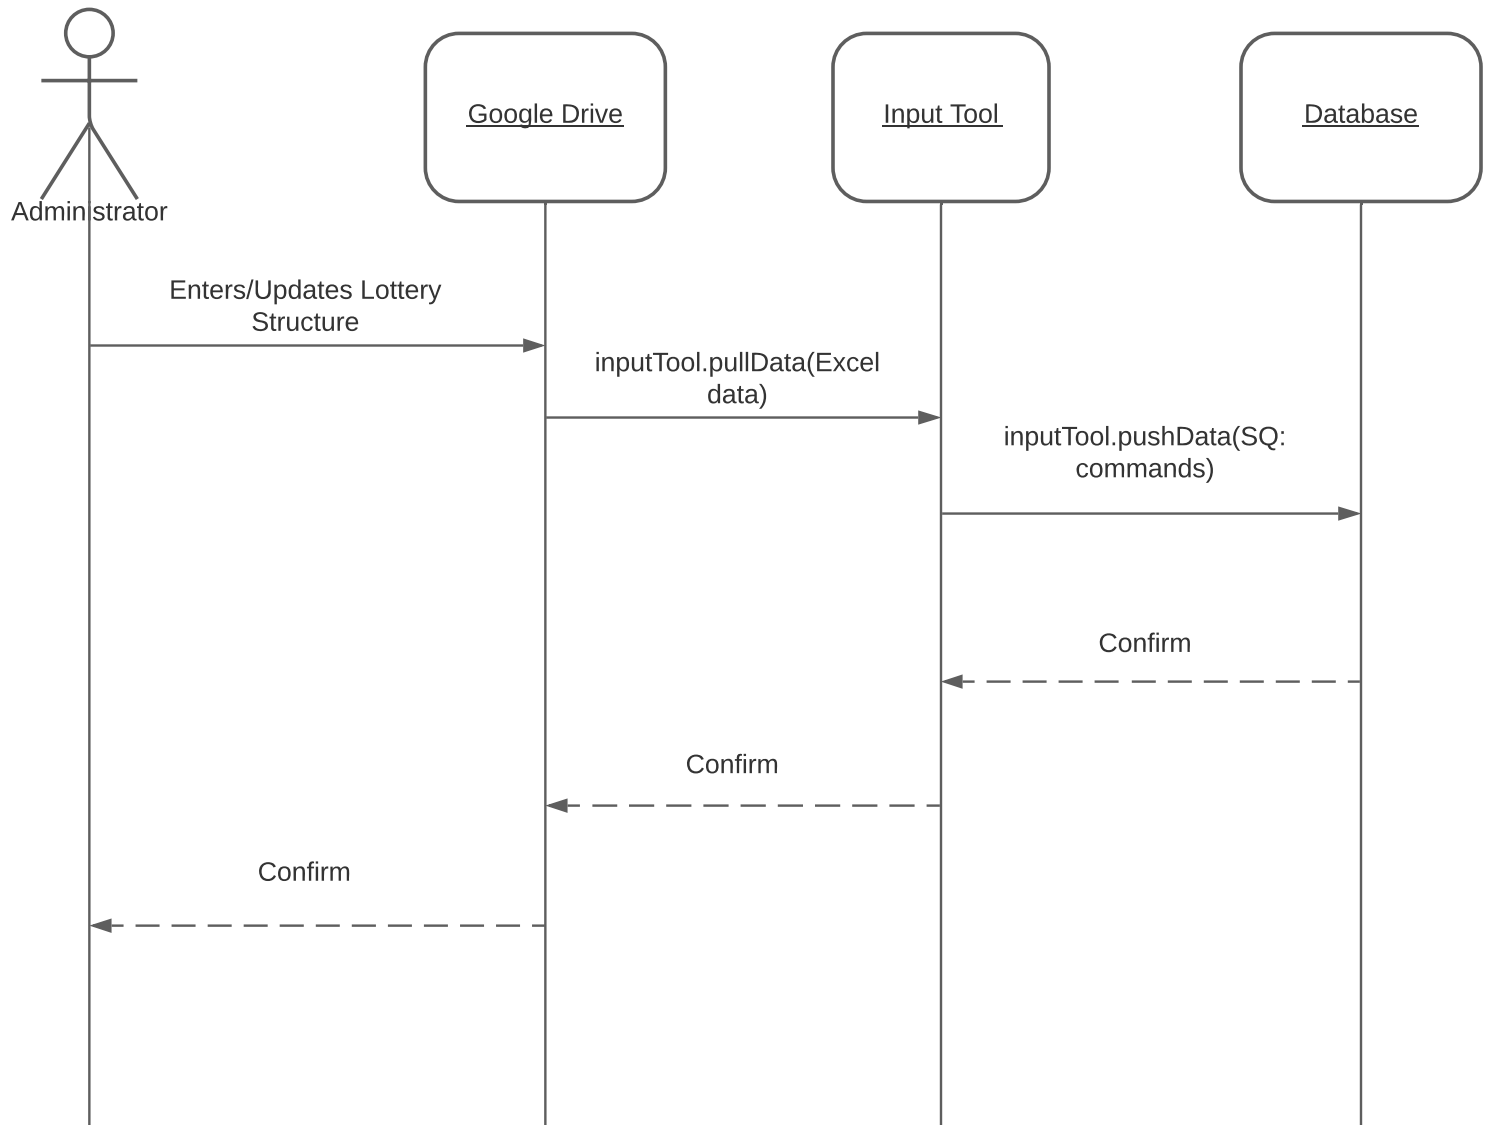 Administrator
Google Drive
Input Tool
Database
Enters/Updates Lottery
Structure
inputTool.pullData(Excel
data)
inputTool.pushData(SQ:
commands)
Confirm
Confirm
Confirm